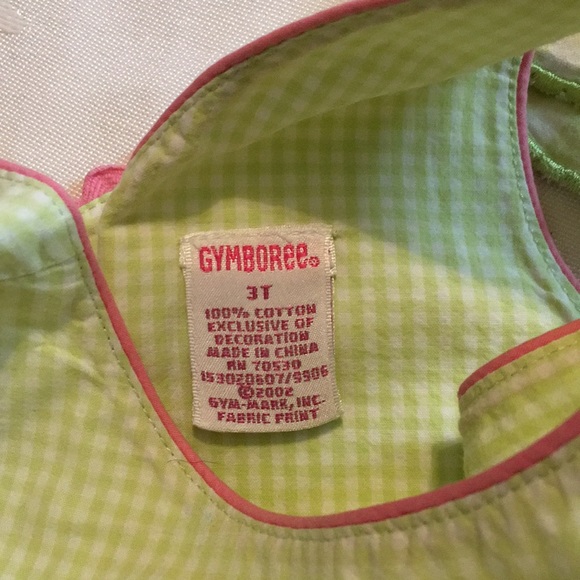 GYMBOREE®
3T
100% COTTON
EXCLUSIVE OF
DECORATION
MADE IN CHINA
RN 70530
153020607/9906
©2002
GYM-MARK, INC.
FABRIC PRINT